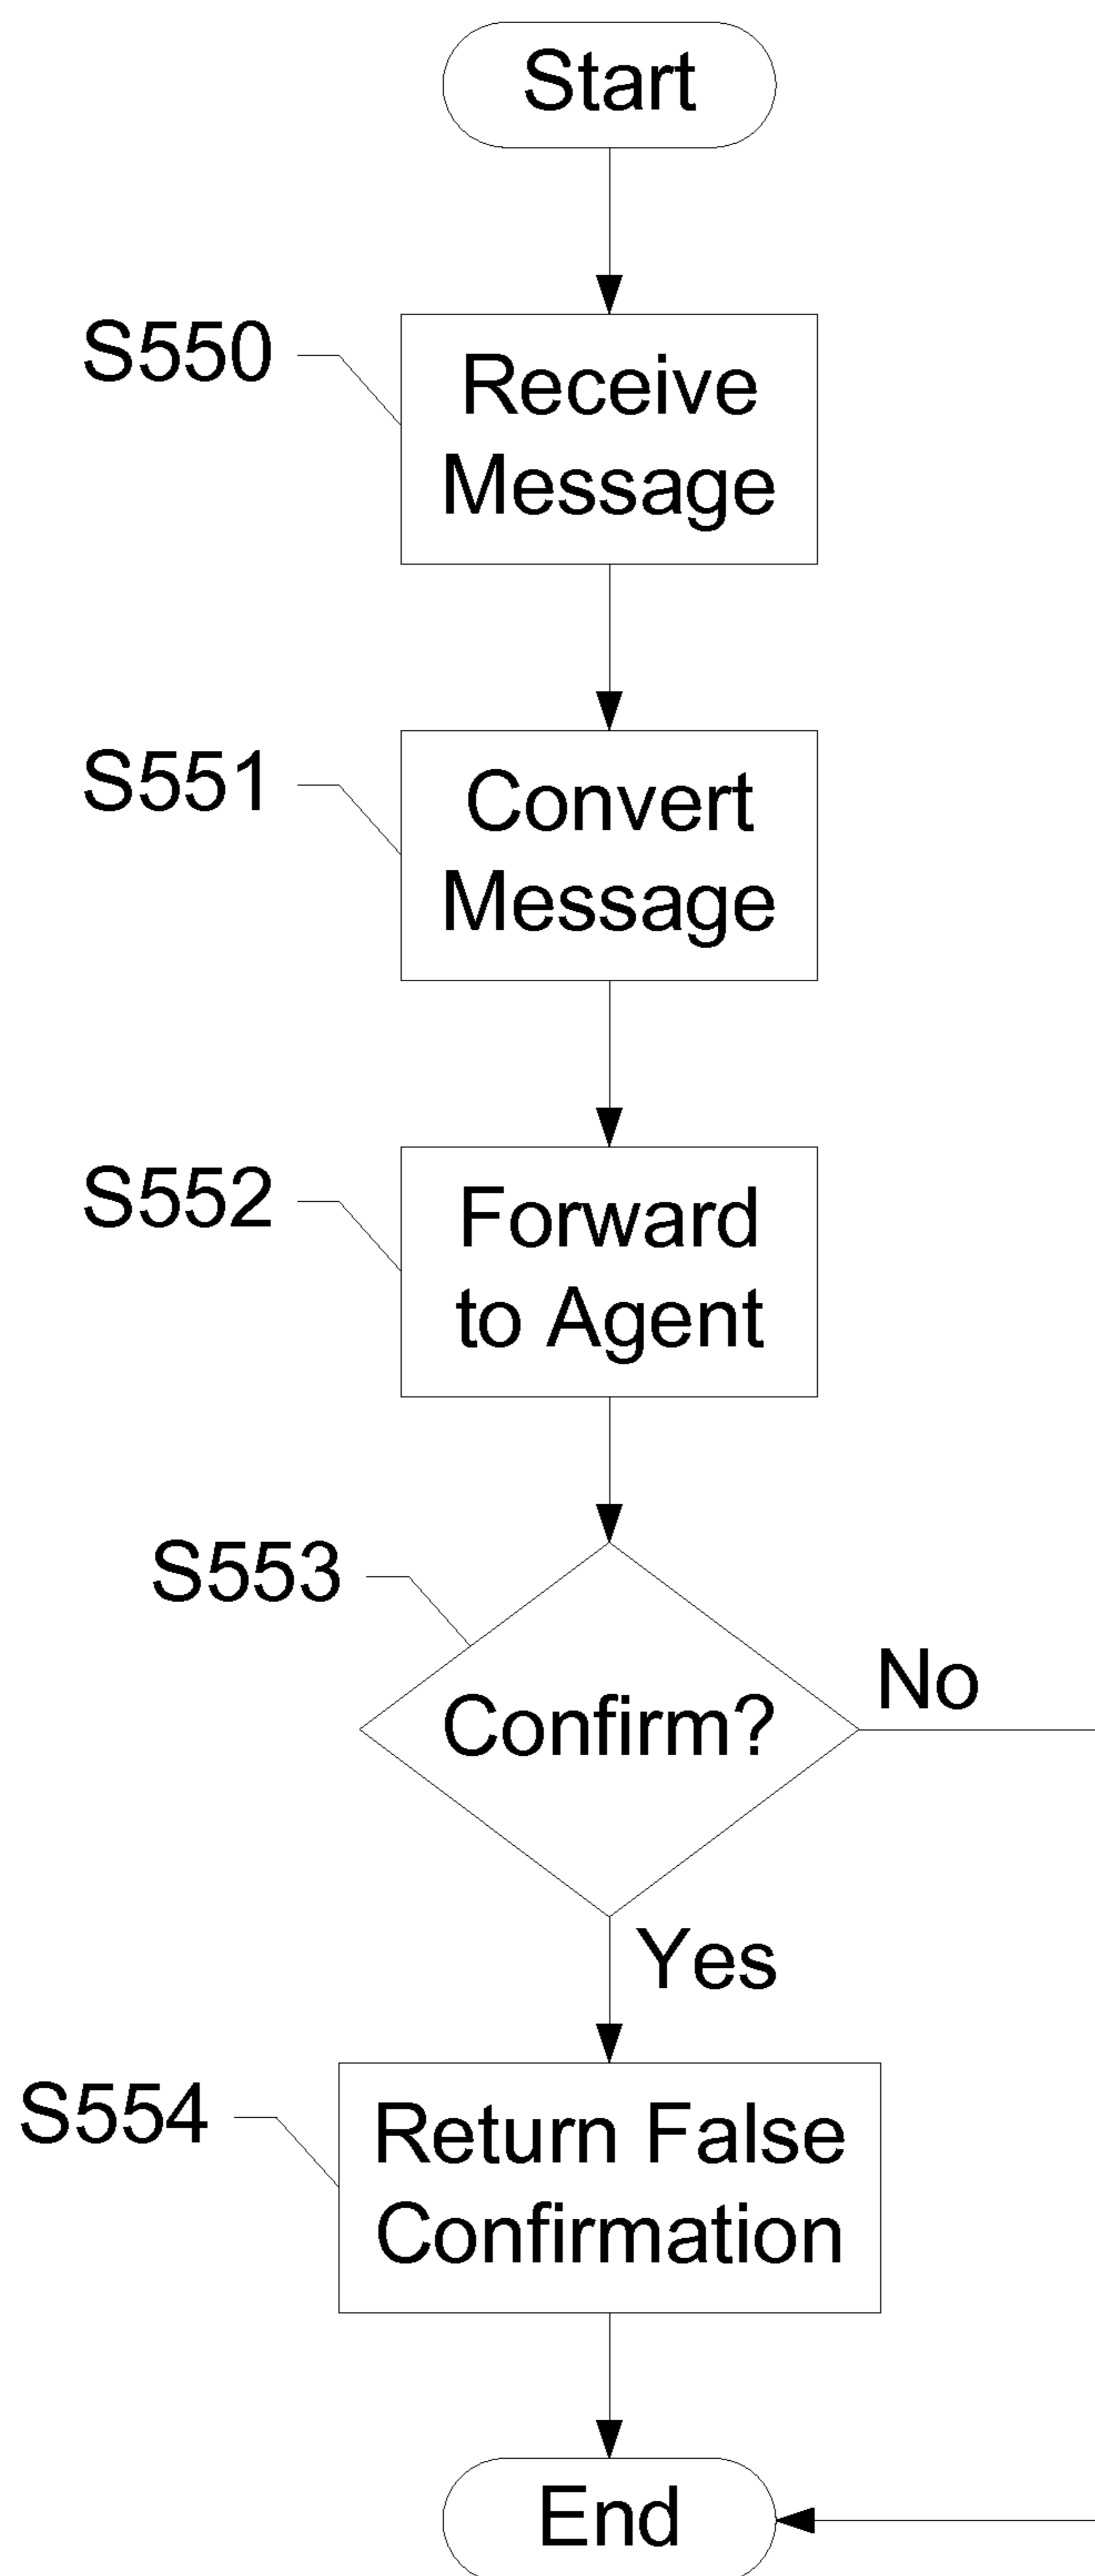 Start
S550
Receive
Message
S551
Convert
Message
S552
Forward
to Agent
S553
Confirm?
No
Yes
S554
Return False
Confirmation
End